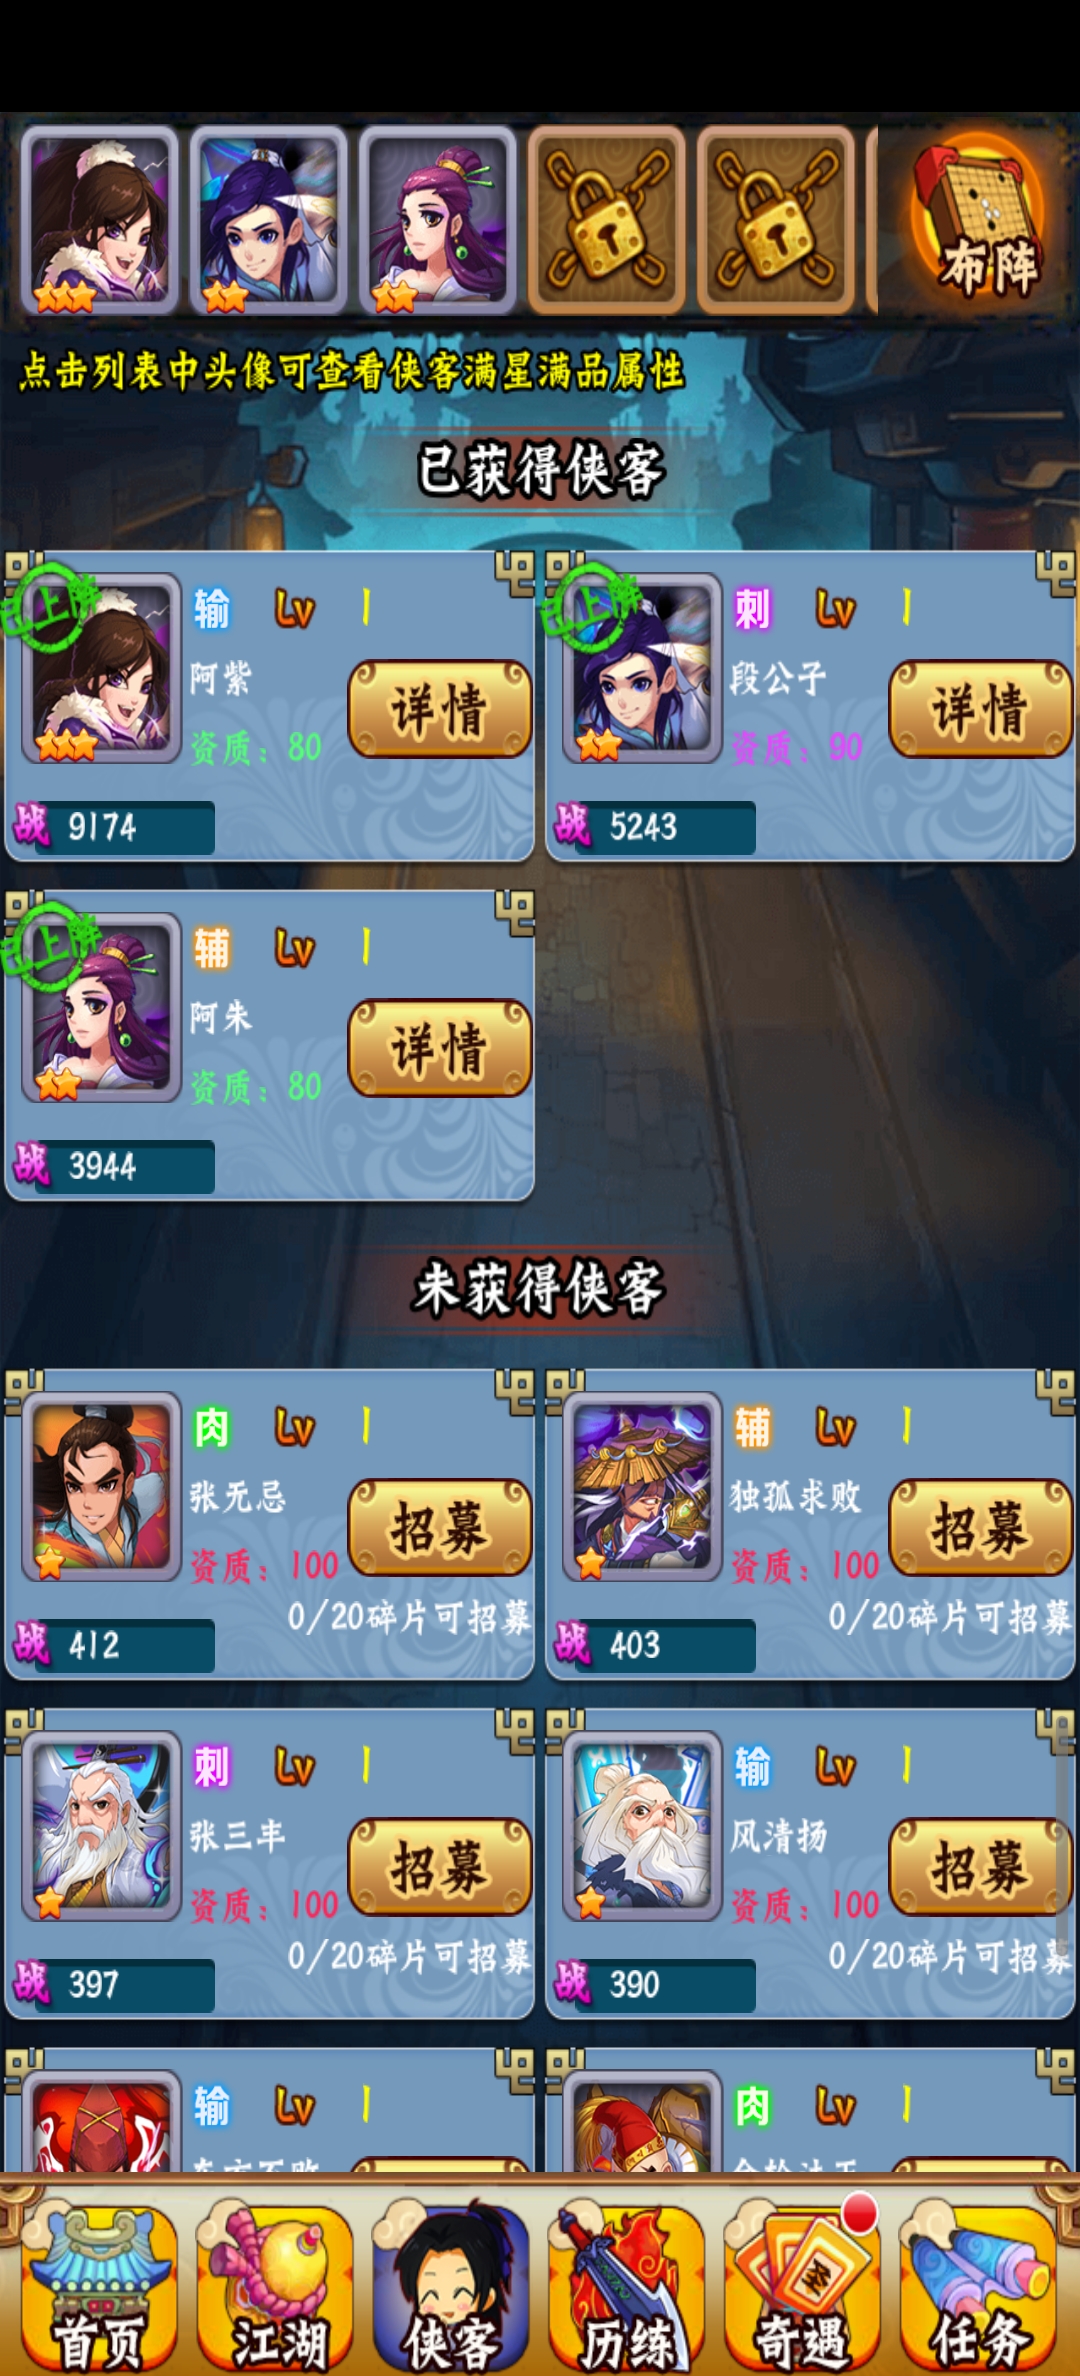 布阵
点击列表中头像可查看侠客满星满品属性
已获得侠客
已上阵 输 Lv 1
阿紫
详情
资质：80
战 9174
已上阵 刺 Lv 1
段公子
详情
资质：90
战 5243
已上阵 辅 Lv 1
阿朱
详情
资质：80
战 3944
未获得侠客
肉 Lv 1
张无忌
招募
资质：100
0/20碎片可招募
战 412
辅 Lv 1
独孤求败
招募
资质：100
0/20碎片可招募
战 403
刺 Lv 1
张三丰
招募
资质：100
0/20碎片可招募
战 397
输 Lv 1
风清扬
招募
资质：100
0/20碎片可招募
战 390
输 Lv 1
肉 Lv 1
首页 江湖 侠客 历练 奇遇 任务